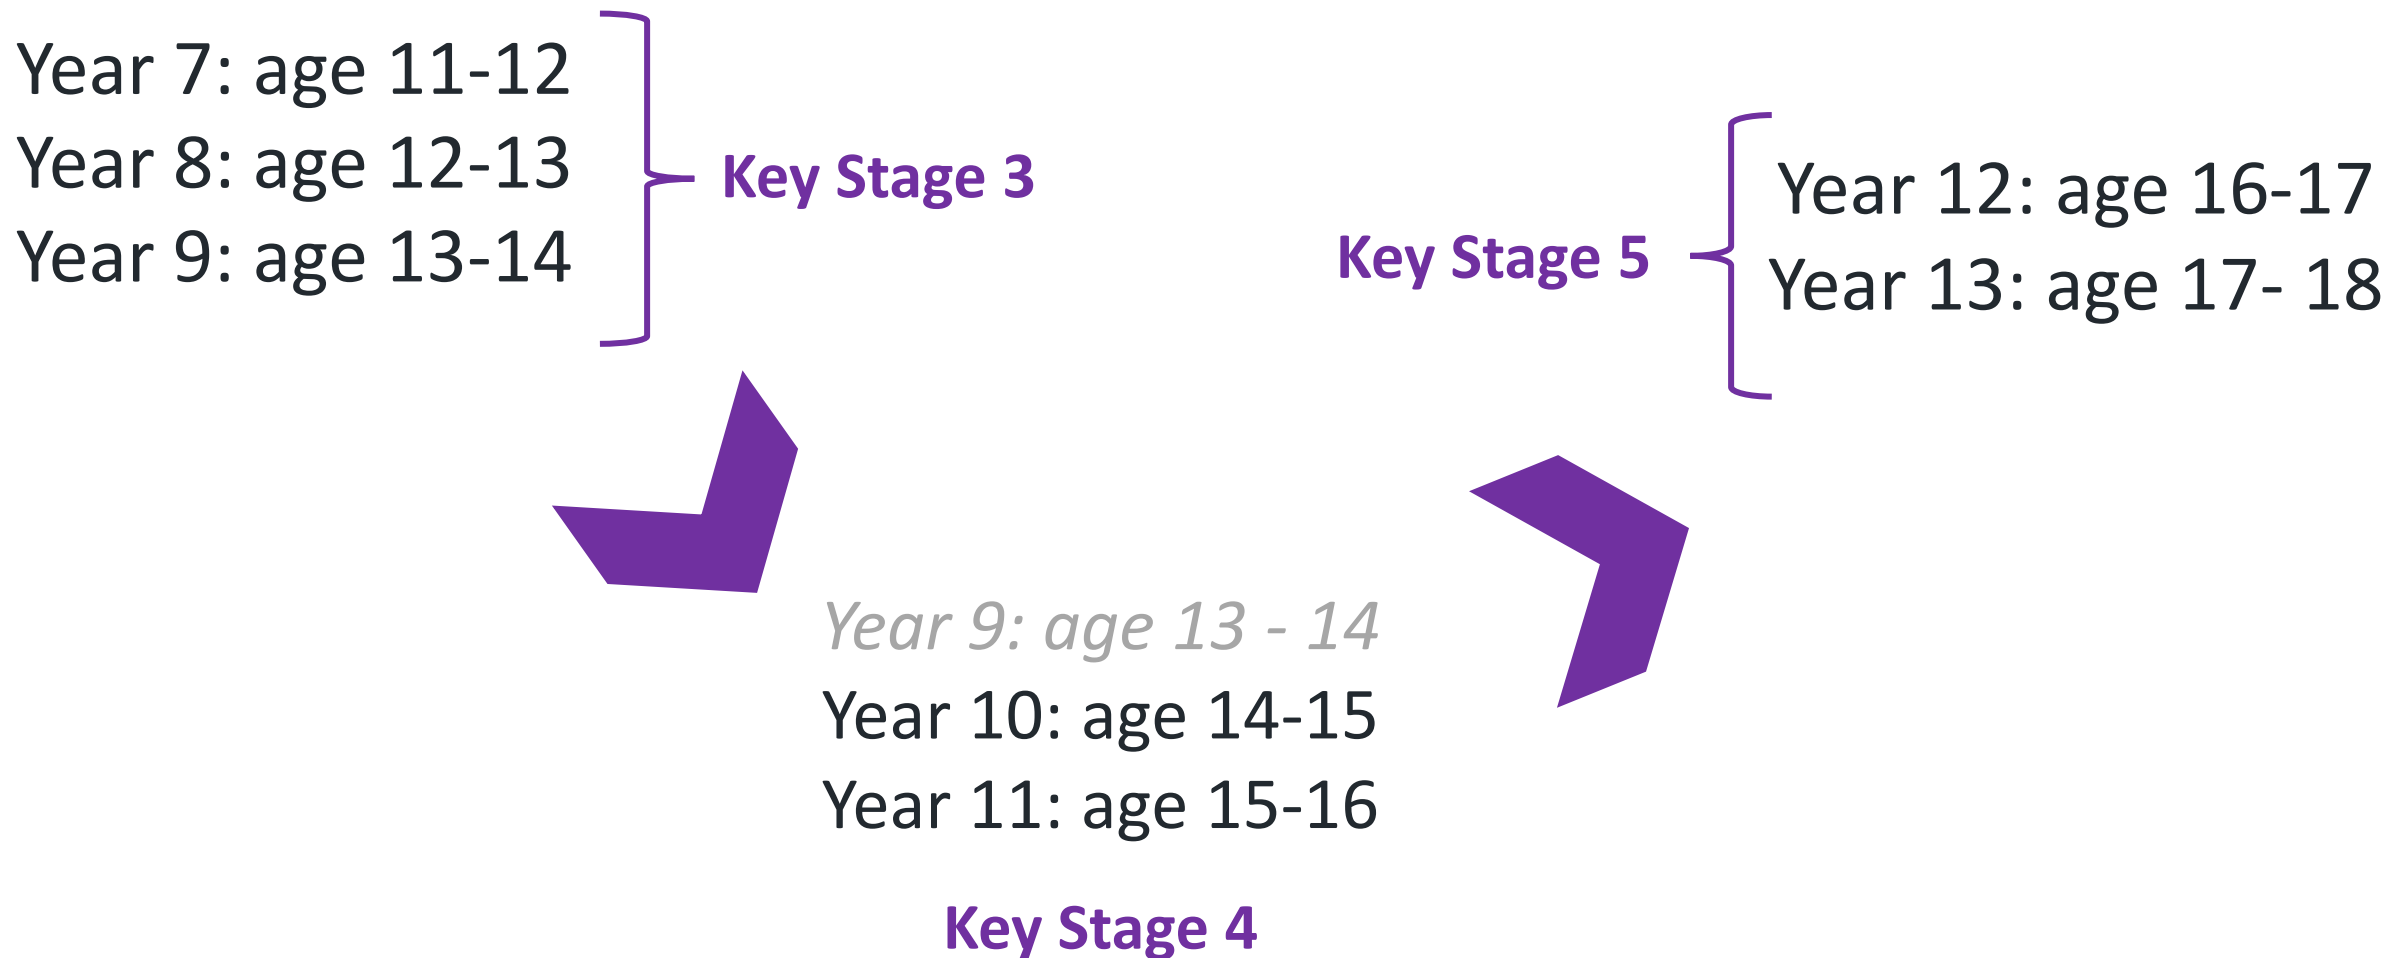 Year 7: age 11-12
Year 8: age 12-13
Year 9: age 13-14
Key Stage 3
Year 9: age 13 - 14
Year 10: age 14-15
Year 11: age 15-16
Key Stage 4
Key Stage 5
Year 12: age 16-17
Year 13: age 17- 18